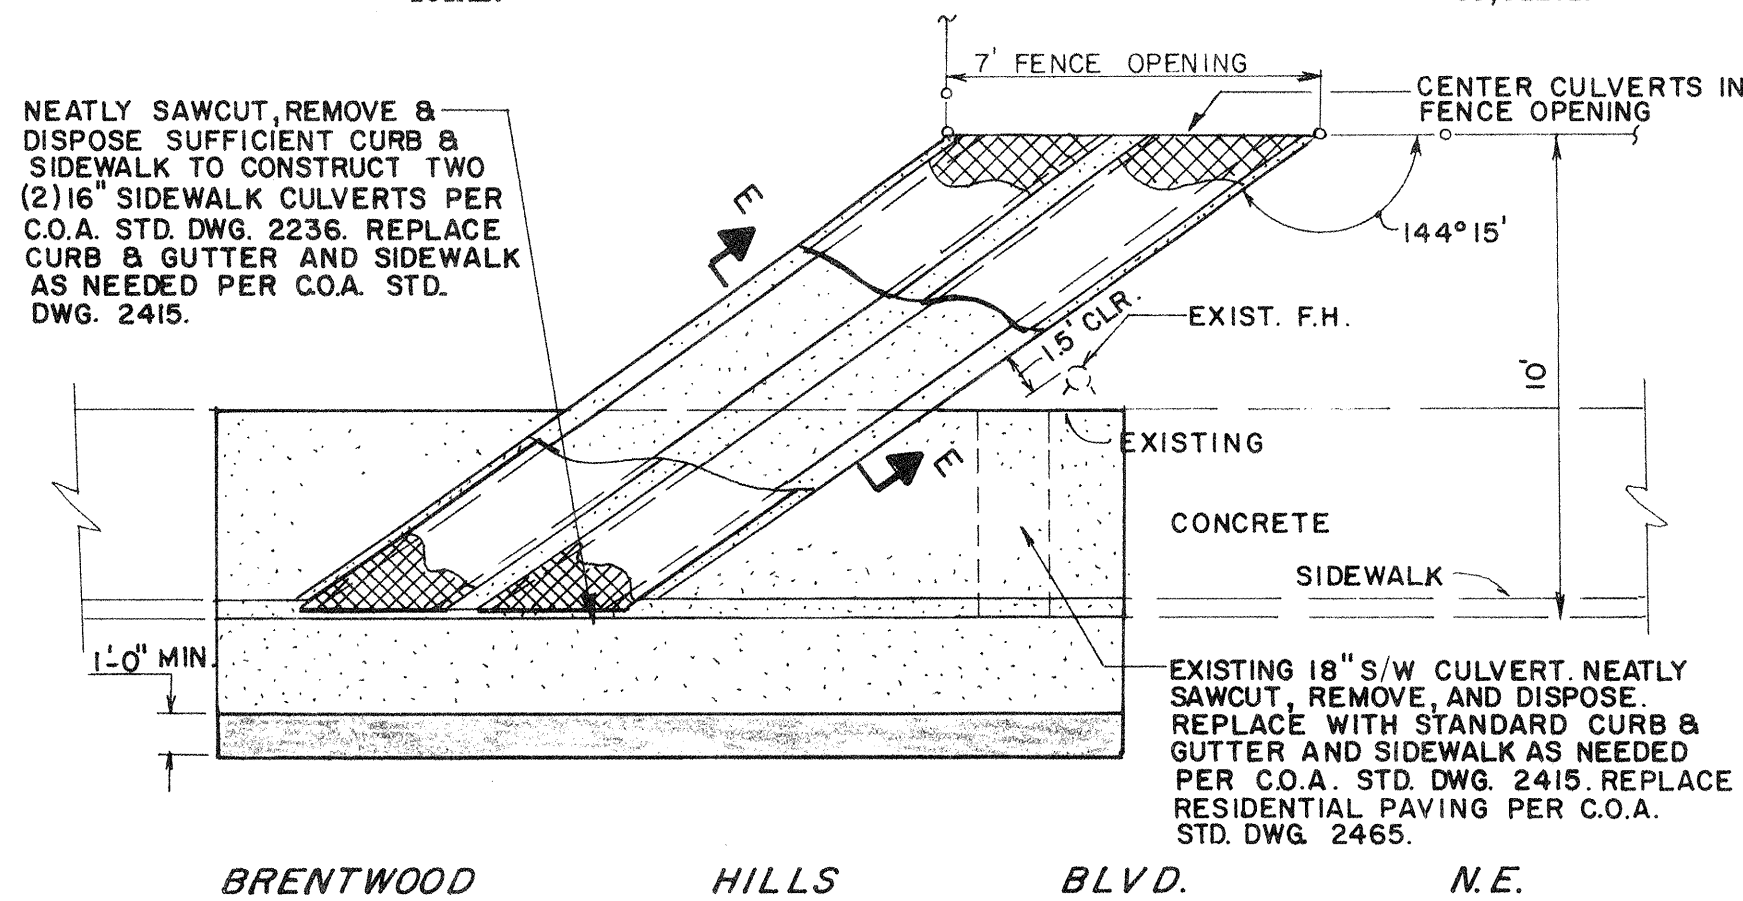 7' FENCE OPENING
CENTER CULVERTS IN
FENCE OPENING
NEATLY SAWCUT, REMOVE &
DISPOSE SUFFICIENT CURB &
SIDEWALK TO CONSTRUCT TWO
(2) 16" SIDEWALK CULVERTS PER
C.O.A. STD. DWG. 2236. REPLACE
CURB & GUTTER AND SIDEWALK
AS NEEDED PER C.O.A. STD.
DWG. 2415.
E
144°15'
1.5' CLR.
EXIST. F.H.
10'
EXISTING
E
CONCRETE
SIDEWALK
1'-0" MIN.
EXISTING 18" S/W CULVERT. NEATLY
SAWCUT, REMOVE, AND DISPOSE.
REPLACE WITH STANDARD CURB &
GUTTER AND SIDEWALK AS NEEDED
PER C.O.A. STD. DWG. 2415. REPLACE
RESIDENTIAL PAVING PER C.O.A.
STD. DWG. 2465.
BRENTWOOD HILLS BLVD. N.E.